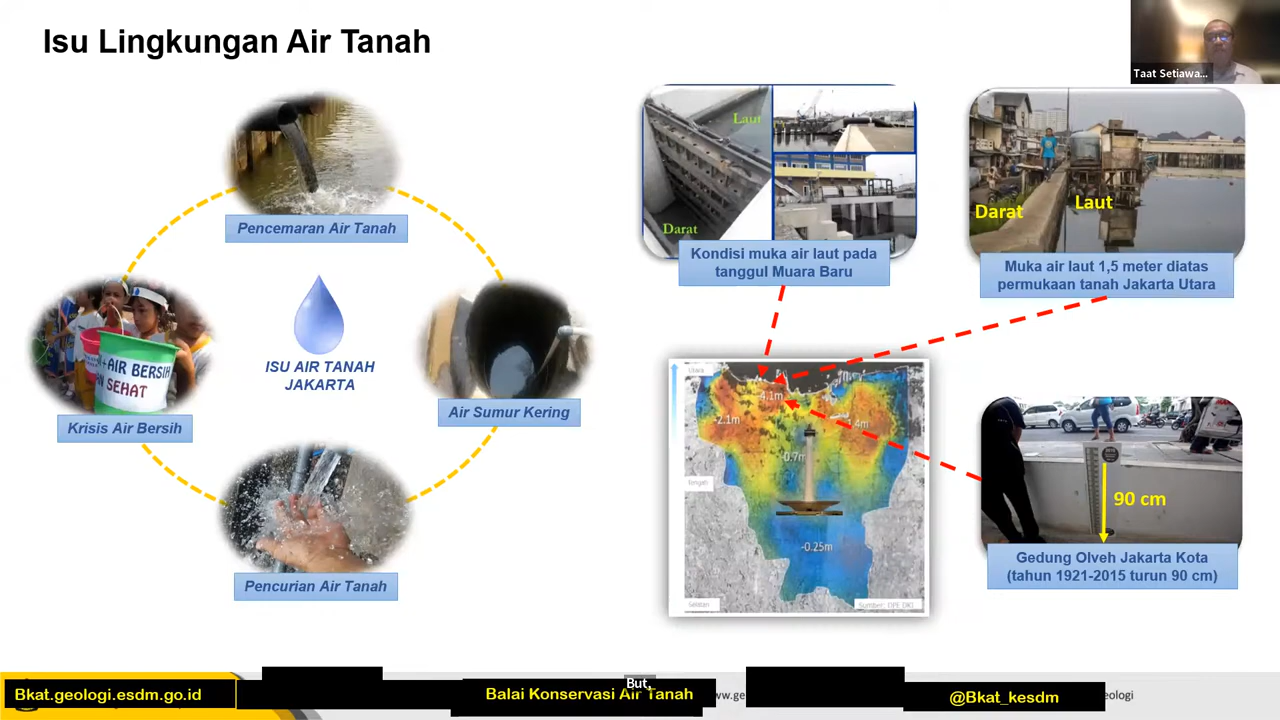 Isu Lingkungan Air Tanah
Taat Setiawa...
Pencemaran Air Tanah
Krisis Air Bersih
ISU AIR TANAH
JAKARTA
Air Sumur Kering
Pencurian Air Tanah
AIR BERSIH
SEHAT
Laut
Darat
Kondisi muka air laut pada
tanggul Muara Baru
Darat
Laut
Muka air laut 1,5 meter diatas
permukaan tanah Jakarta Utara
Utara
-4.1m
-2.1m
-0.7m
Tengah
-0.25m
Selatan
Sumber: DPE DKI
90 cm
Gedung Olveh Jakarta Kota
(tahun 1921-2015 turun 90 cm)
Bkat.geologi.esdm.go.id
Balai Konservasi Air Tanah
But,
@Bkat_kesdm